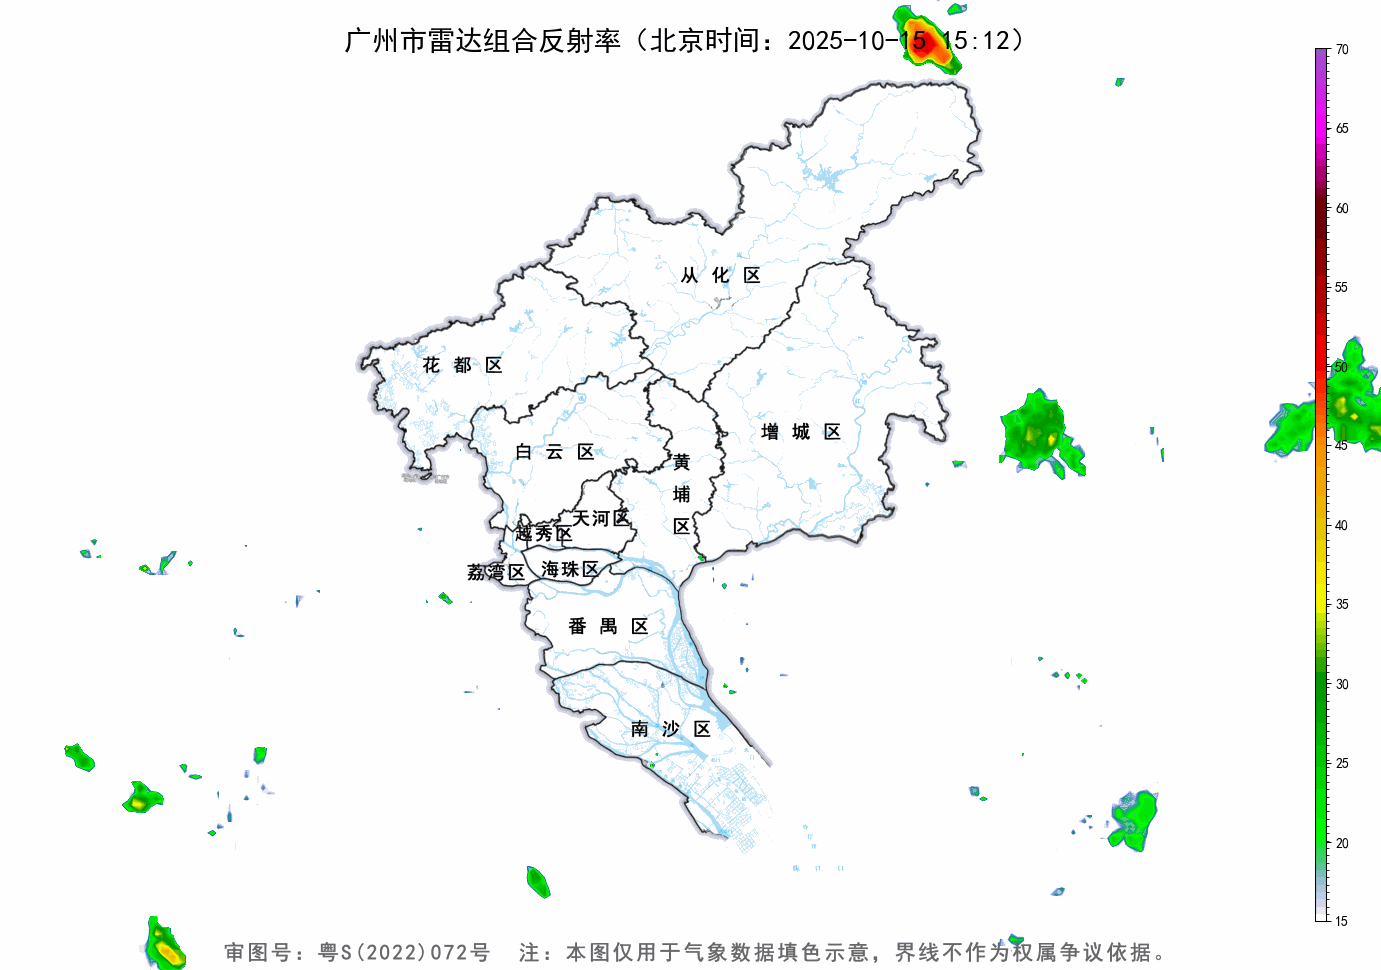 广州市雷达组合反射率（北京时间：2025-10-15 15:12）
70
65
60
55
50
45
40
35
30
25
20
15
从化区
花都区
增城区
白云区
黄埔区
天河区
越秀区
荔湾区
海珠区
番禺区
南沙区
审图号：粤S(2022)072号 注：本图仅用于气象数据填色示意，界线不作为权属争议依据。